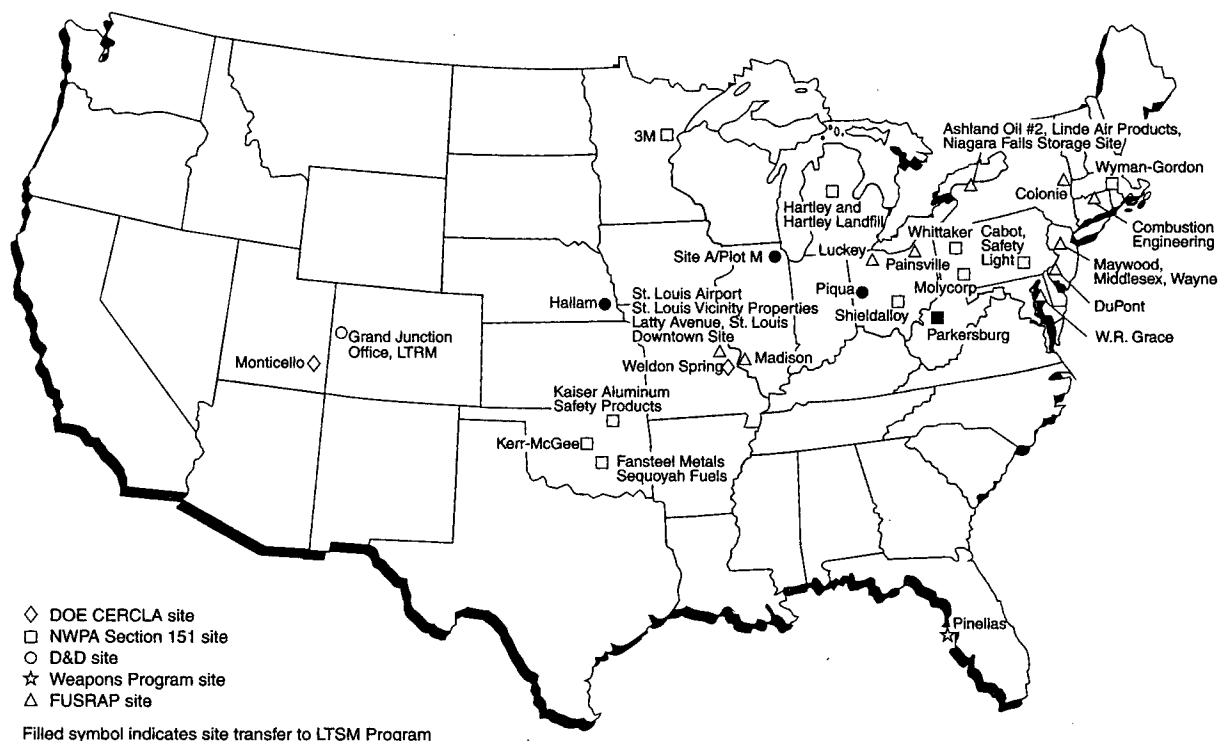 Ashland Oil #2, Linde Air Products,
Niagara Falls Storage Site
3M
Wyman-Gordon
Colonie
Hartley and
Hartley Landfill
Combustion
Engineering
Whittaker
Cabot,
Safety
Light
Site A/Plot M
Luckey
Painsville
Maywood,
Middlesex, Wayne
Molycorp
Piqua
DuPont
Hallam
St. Louis Airport
St. Louis Vicinity Properties
Latty Avenue, St. Louis
Downtown Site
Shieldalloy
Parkersburg
W.R. Grace
Grand Junction
Office, LTRM
Monticello
Weldon Spring
Madison
Kaiser Aluminum
Safety Products
Kerr-McGee
Fansteel Metals
Sequoyah Fuels
Pinellas
DOE CERCLA site
NWPA Section 151 site
D&D site
Weapons Program site
FUSRAP site
Filled symbol indicates site transfer to LTSM Program